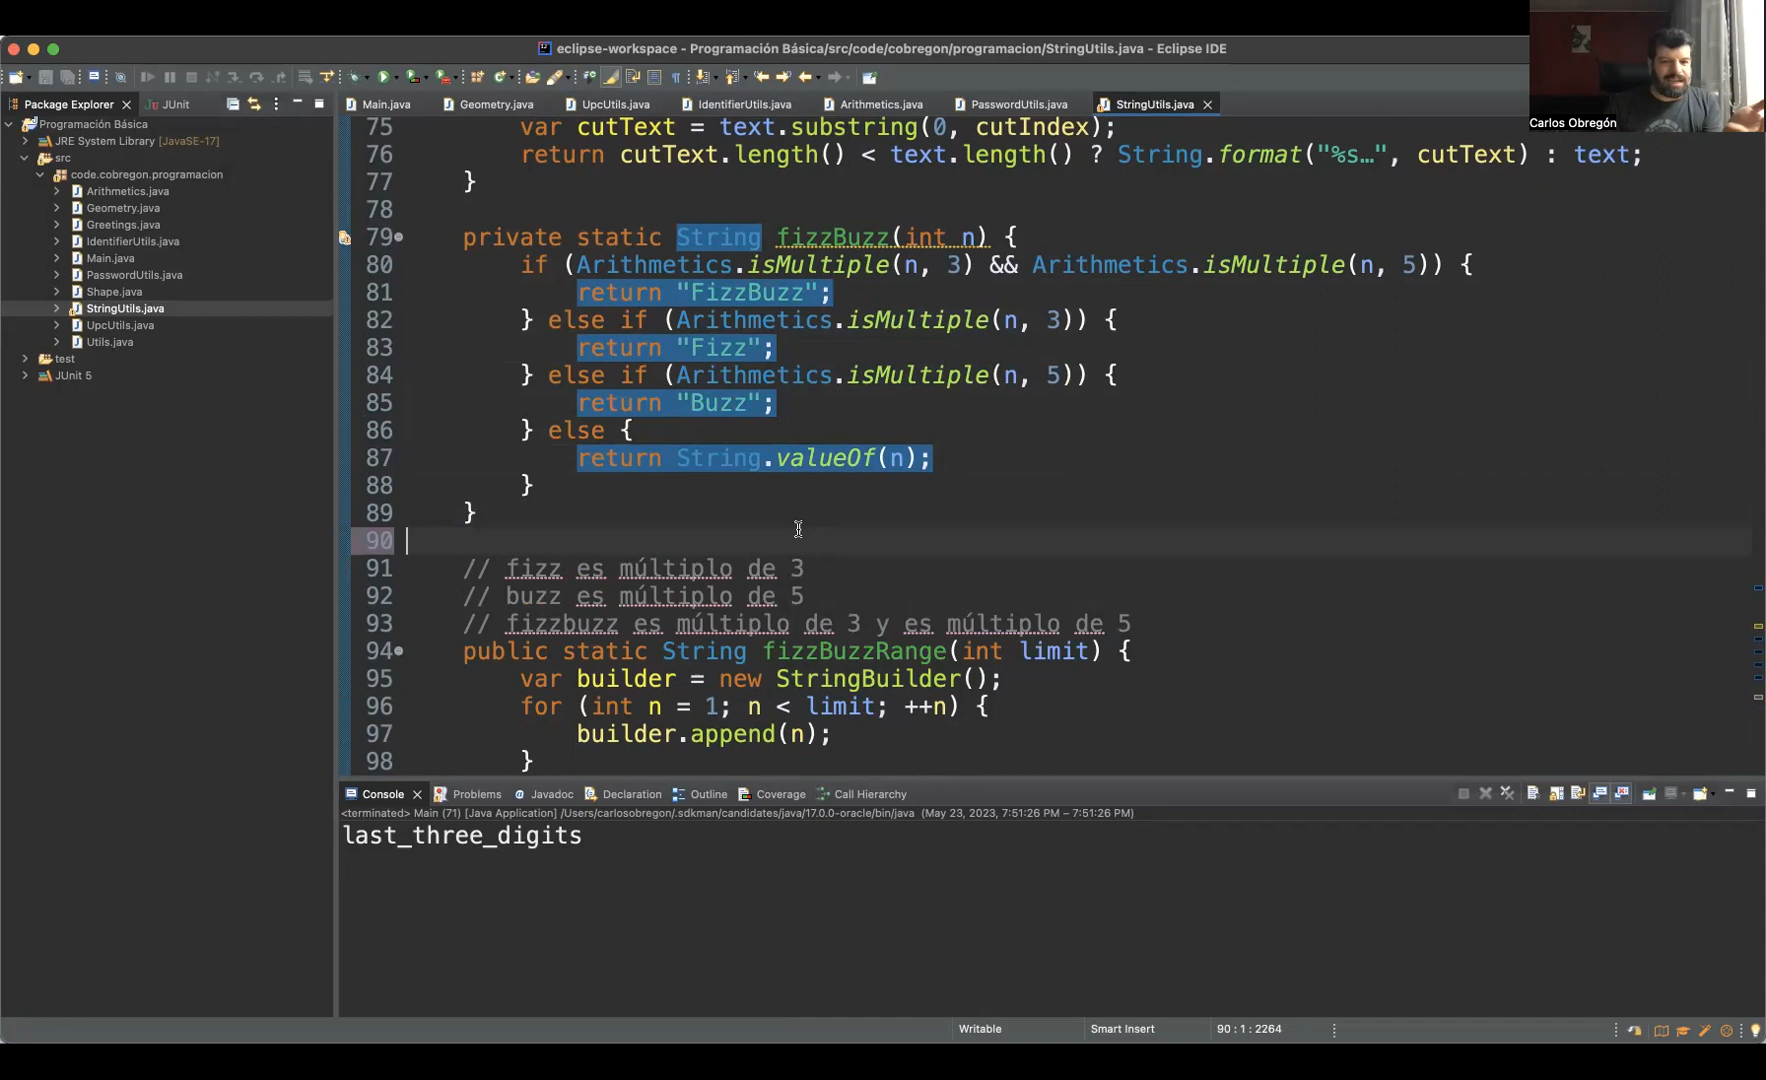 eclipse-workspace - Programación Básica/src/code/cobregon/programacion/StringUtils.java - Eclipse IDE
Carlos Obregón
Package Explorer
JUnit
Main.java
Geometry.java
UpcUtils.java
IdentifierUtils.java
Arithmetics.java
PasswordUtils.java
StringUtils.java
Programación Básica
JRE System Library [JavaSE-17]
src
code.cobregon.programacion
Arithmetics.java
Geometry.java
Greetings.java
IdentifierUtils.java
Main.java
PasswordUtils.java
Shape.java
StringUtils.java
UpcUtils.java
Utils.java
test
JUnit 5
75 var cutText = text.substring(0, cutIndex);
76 return cutText.length() < text.length() ? String.format("%s…", cutText) : text;
77 }
78
79 private static String fizzBuzz(int n) {
80 if (Arithmetics.isMultiple(n, 3) && Arithmetics.isMultiple(n, 5)) {
81 return "FizzBuzz";
82 } else if (Arithmetics.isMultiple(n, 3)) {
83 return "Fizz";
84 } else if (Arithmetics.isMultiple(n, 5)) {
85 return "Buzz";
86 } else {
87 return String.valueOf(n);
88 }
89 }
90
91 // fizz es múltiplo de 3
92 // buzz es múltiplo de 5
93 // fizzbuzz es múltiplo de 3 y es múltiplo de 5
94 public static String fizzBuzzRange(int limit) {
95 var builder = new StringBuilder();
96 for (int n = 1; n < limit; ++n) {
97 builder.append(n);
98 }
Console
Problems
Javadoc
Declaration
Outline
Coverage
Call Hierarchy
<terminated> Main (71) [Java Application] /Users/carlosobregon/.sdkman/candidates/java/17.0.0-oracle/bin/java (May 23, 2023, 7:51:26 PM – 7:51:26 PM)
last_three_digits
Writable
Smart Insert
90 : 1 : 2264